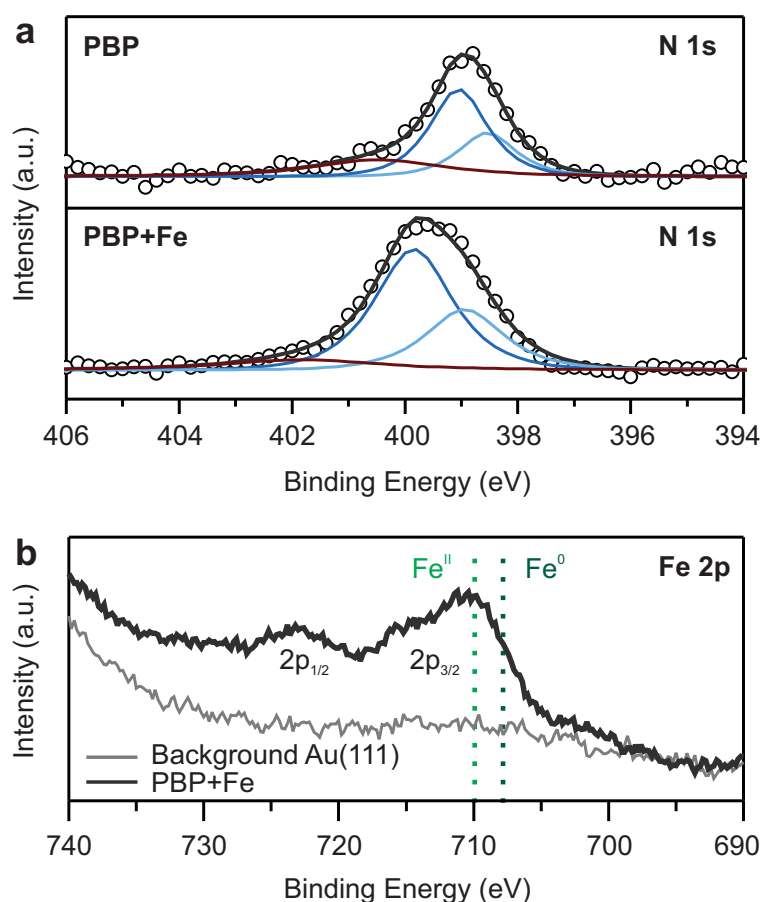 a
PBP
N 1s
PBP+Fe
N 1s
Intensity (a.u.)
406 404 402 400 398 396 394
Binding Energy (eV)
b
Fe^II Fe^0 Fe 2p
2p_1/2 2p_3/2
Intensity (a.u.)
Background Au(111)
PBP+Fe
740 730 720 710 700 690
Binding Energy (eV)